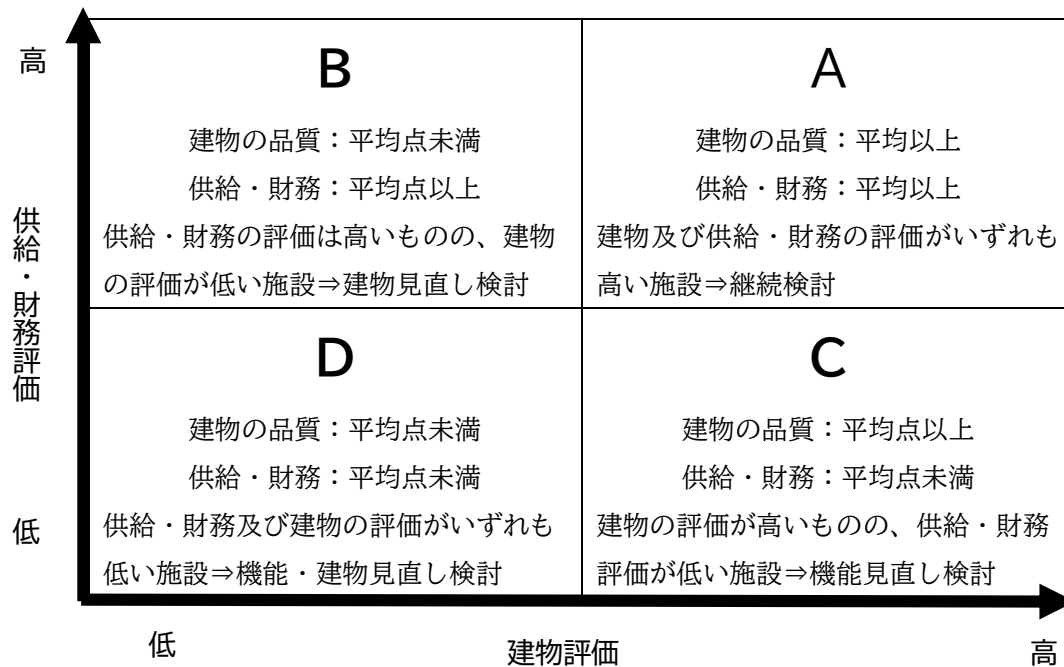 高
供給・財務評価
低
B
建物の品質：平均点未満
供給・財務：平均点以上
供給・財務の評価は高いものの、建物
の評価が低い施設⇒建物見直し検討
A
建物の品質：平均以上
供給・財務：平均以上
建物及び供給・財務の評価がいずれも
高い施設⇒継続検討
D
建物の品質：平均点未満
供給・財務：平均点未満
供給・財務及び建物の評価がいずれも
低い施設⇒機能・建物見直し検討
C
建物の品質：平均点以上
供給・財務：平均点未満
建物の評価が高いものの、供給・財務
評価が低い施設⇒機能見直し検討
低
建物評価
高